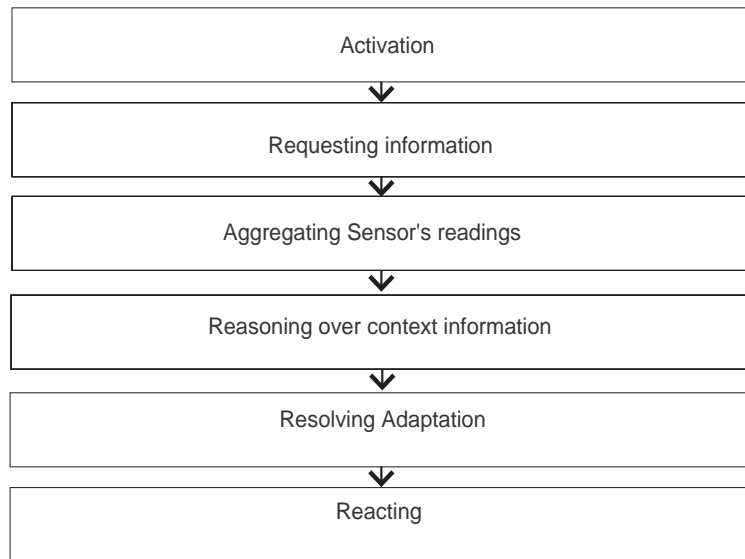 Activation
Requesting information
Aggregating Sensor's readings
Reasoning over context information
Resolving Adaptation
Reacting